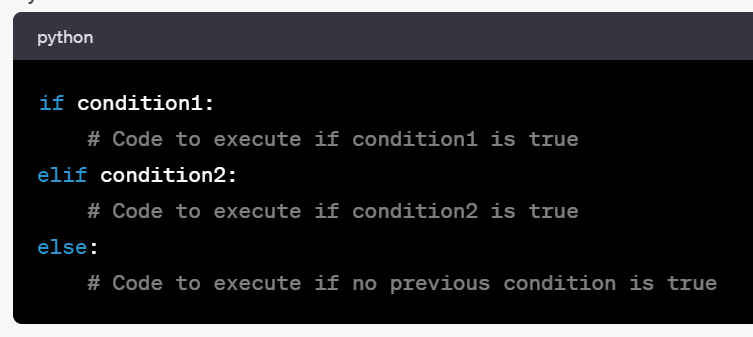 python
if condition1:
    # Code to execute if condition1 is true
elif condition2:
    # Code to execute if condition2 is true
else:
    # Code to execute if no previous condition is true